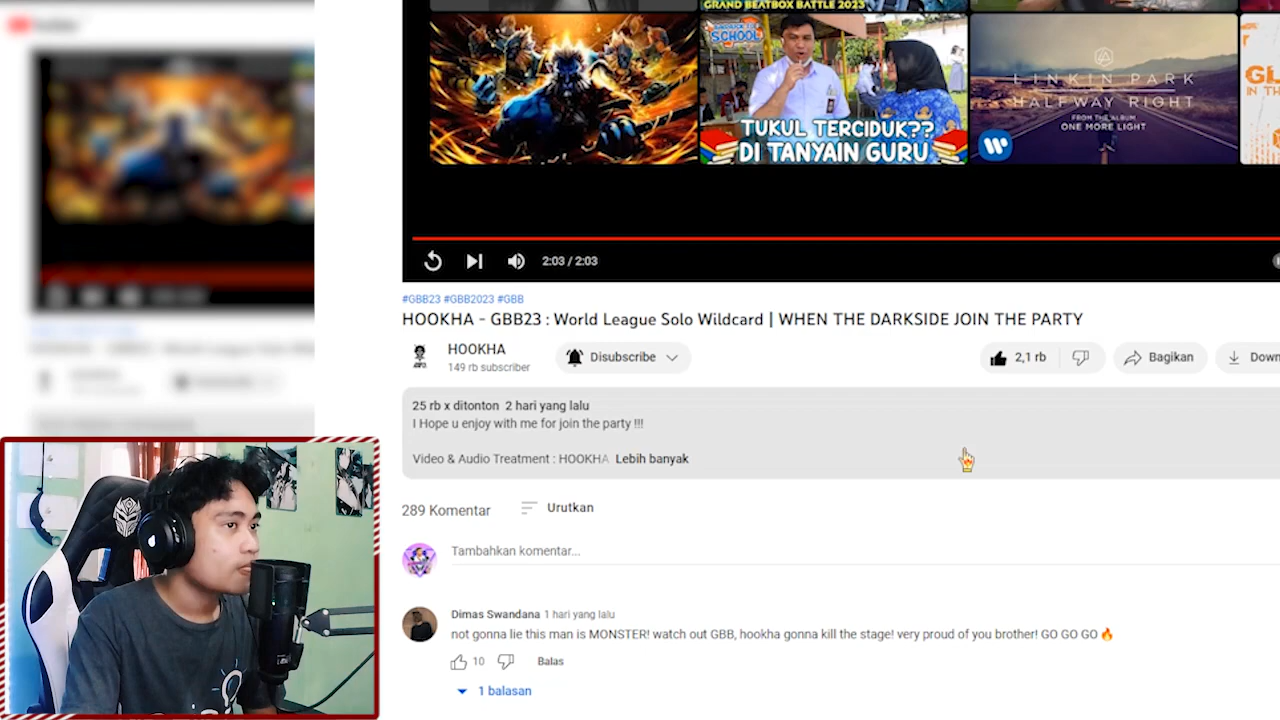 GRAND BEATBOX BATTLE 2023
SCHOOL
TUKUL TERCIDUK??
DI TANYAIN GURU
LINKIN PARK
HALFWAY RIGHT
FROM THE ALBUM
ONE MORE LIGHT
IN TH
2:03 / 2:03
#GBB23 #GBB2023 #GBB
HOOKHA - GBB23 : World League Solo Wildcard | WHEN THE DARKSIDE JOIN THE PARTY
HOOKHA
149 rb subscriber
Disubscribe
2,1 rb
Bagikan
Down
25 rb x ditonton 2 hari yang lalu
I Hope u enjoy with me for join the party !!!
Video & Audio Treatment : HOOKHA Lebih banyak
289 Komentar
Urutkan
Tambahkan komentar...
Dimas Swandana 1 hari yang lalu
not gonna lie this man is MONSTER! watch out GBB, hookha gonna kill the stage! very proud of you brother! GO GO GO 🔥
10
Balas
1 balasan